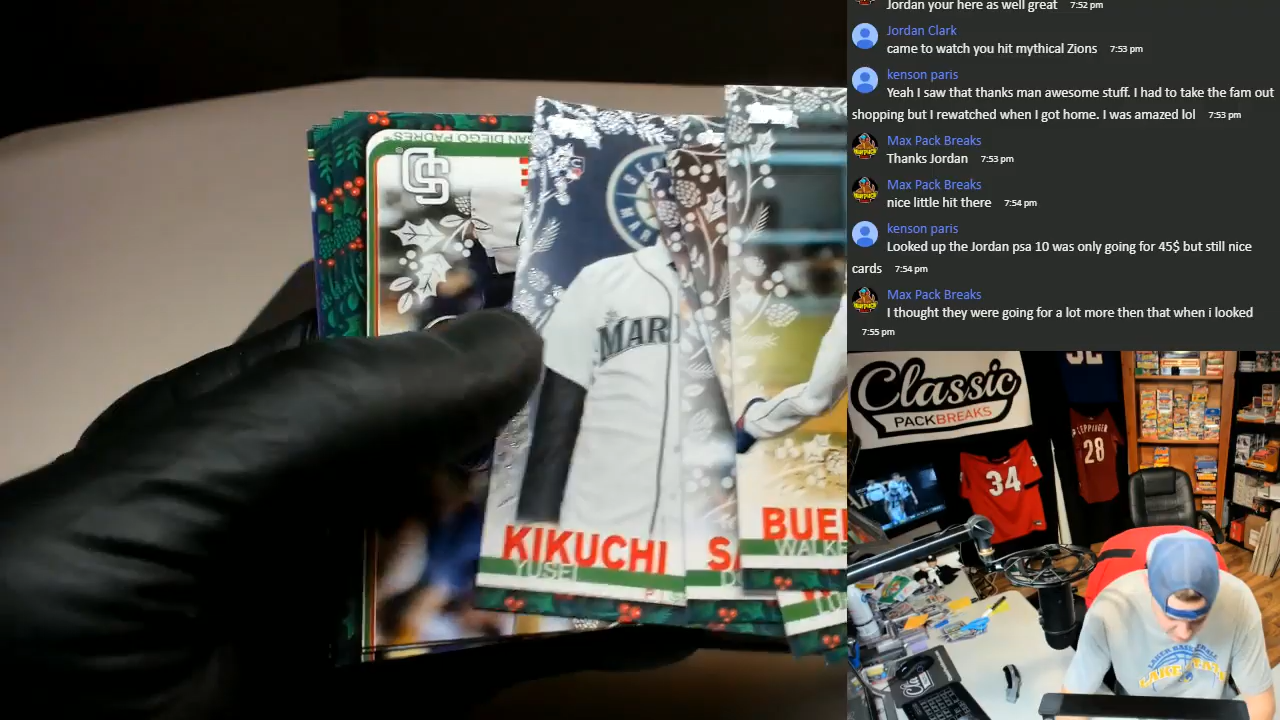 Jordan your here as well great 7:52 pm
Jordan Clark
came to watch you hit mythical Zions 7:53 pm
kenson paris
Yeah I saw that thanks man awesome stuff. I had to take the fam out
shopping but I rewatched when I got home. I was amazed lol 7:53 pm
Max Pack Breaks
Thanks Jordan 7:53 pm
Max Pack Breaks
nice little hit there 7:54 pm
kenson paris
Looked up the Jordan psa 10 was only going for 45$ but still nice
cards 7:54 pm
Max Pack Breaks
I thought they were going for a lot more then that when i looked
7:55 pm
SAN DIEGO PADRES
MAR
KIKUCHI
YUSEI
BUE
WALKE
Classic
PACKBREAKS
34
LEPPINGER
28